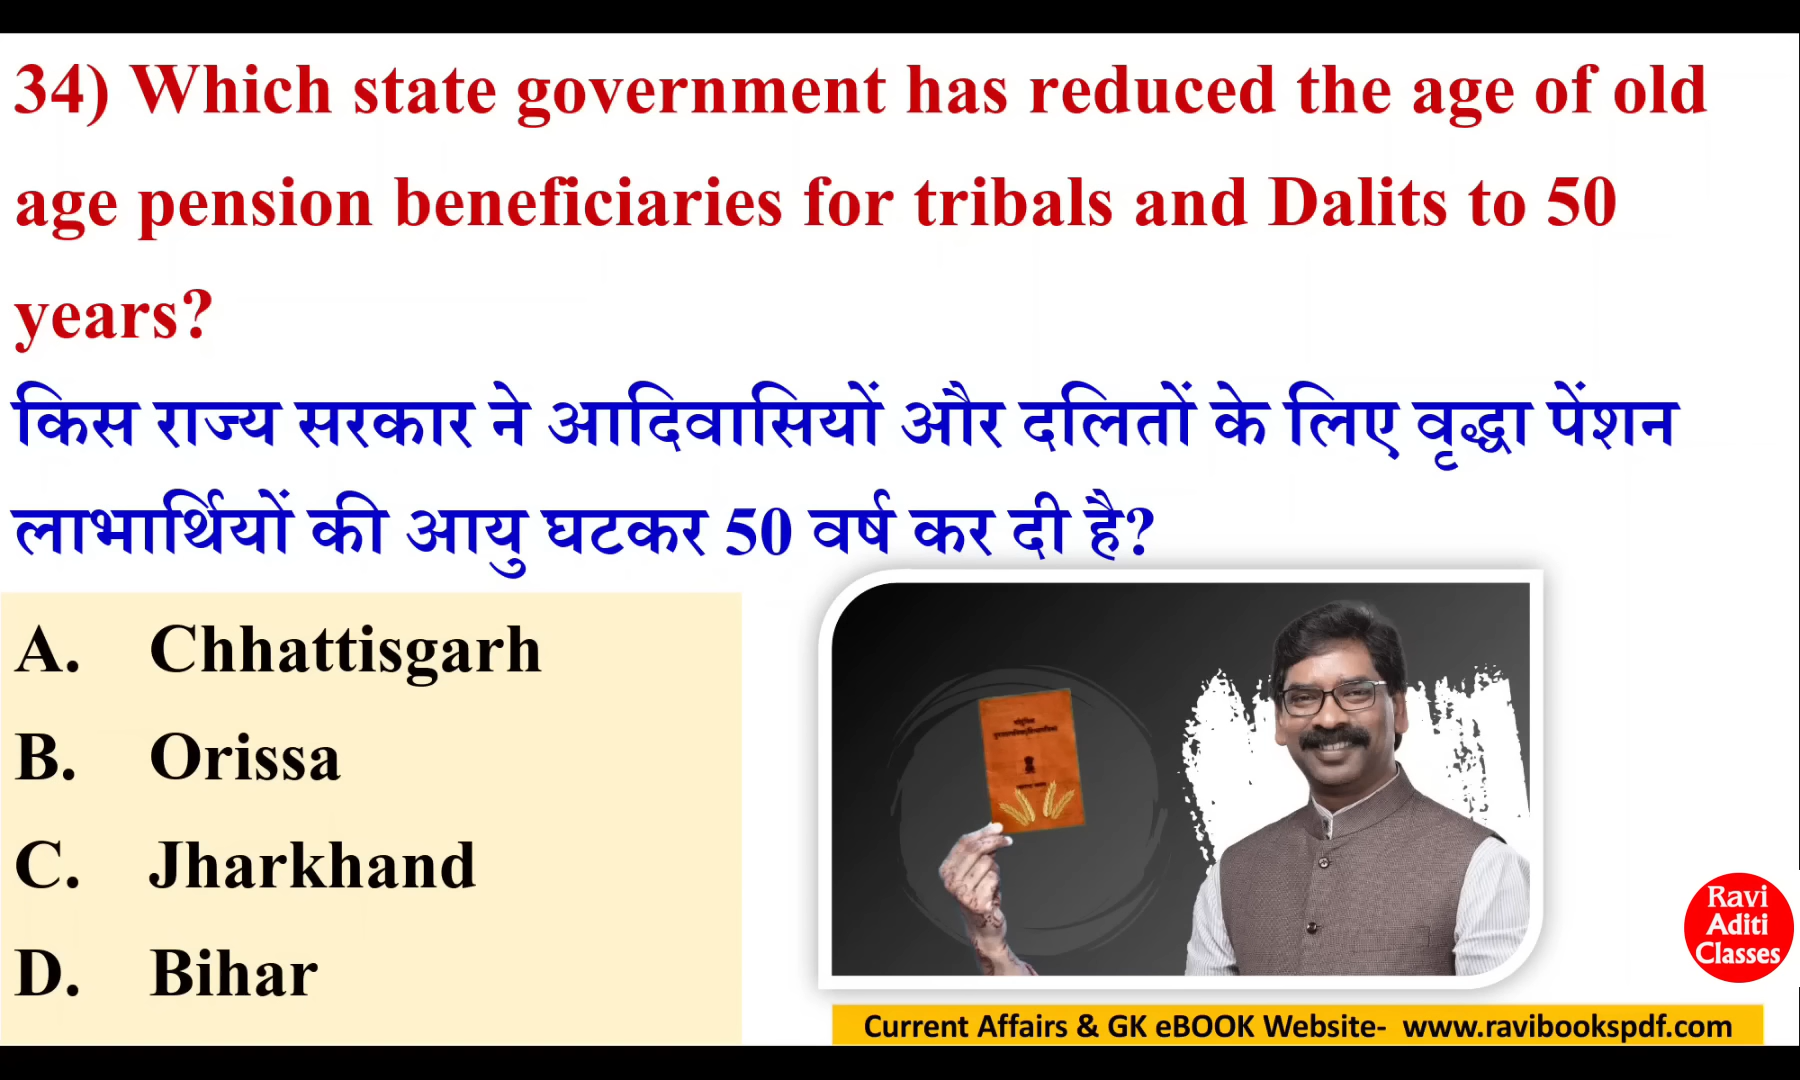 34) Which state government has reduced the age of old
age pension beneficiaries for tribals and Dalits to 50
years?
किस राज्य सरकार ने आदिवासियों और दलितों के लिए वृद्धा पेंशन
लाभार्थियों की आयु घटकर 50 वर्ष कर दी है?
A. Chhattisgarh
B. Orissa
C. Jharkhand
D. Bihar
Ravi
Aditi
Classes
Current Affairs & GK eBOOK Website- www.ravibookspdf.com